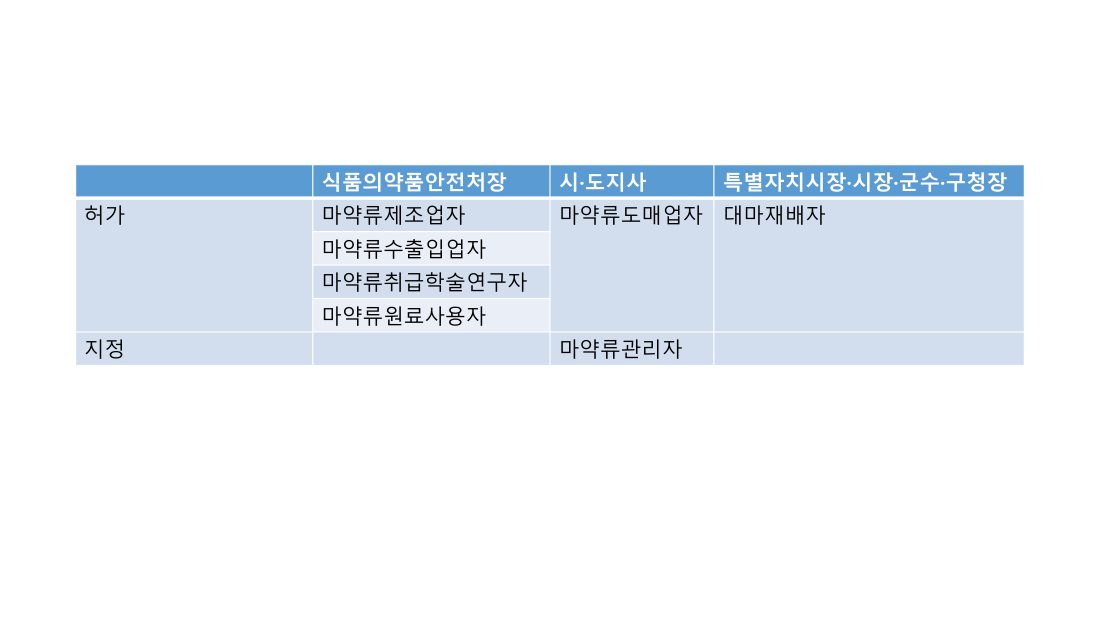 식품의약품안전처장 시·도지사 특별자치시장·시장·군수·구청장
허가 마약류제조업자 마약류도매업자 대마재배자
마약류수출입업자
마약류취급학술연구자
마약류원료사용자
지정 마약류관리자